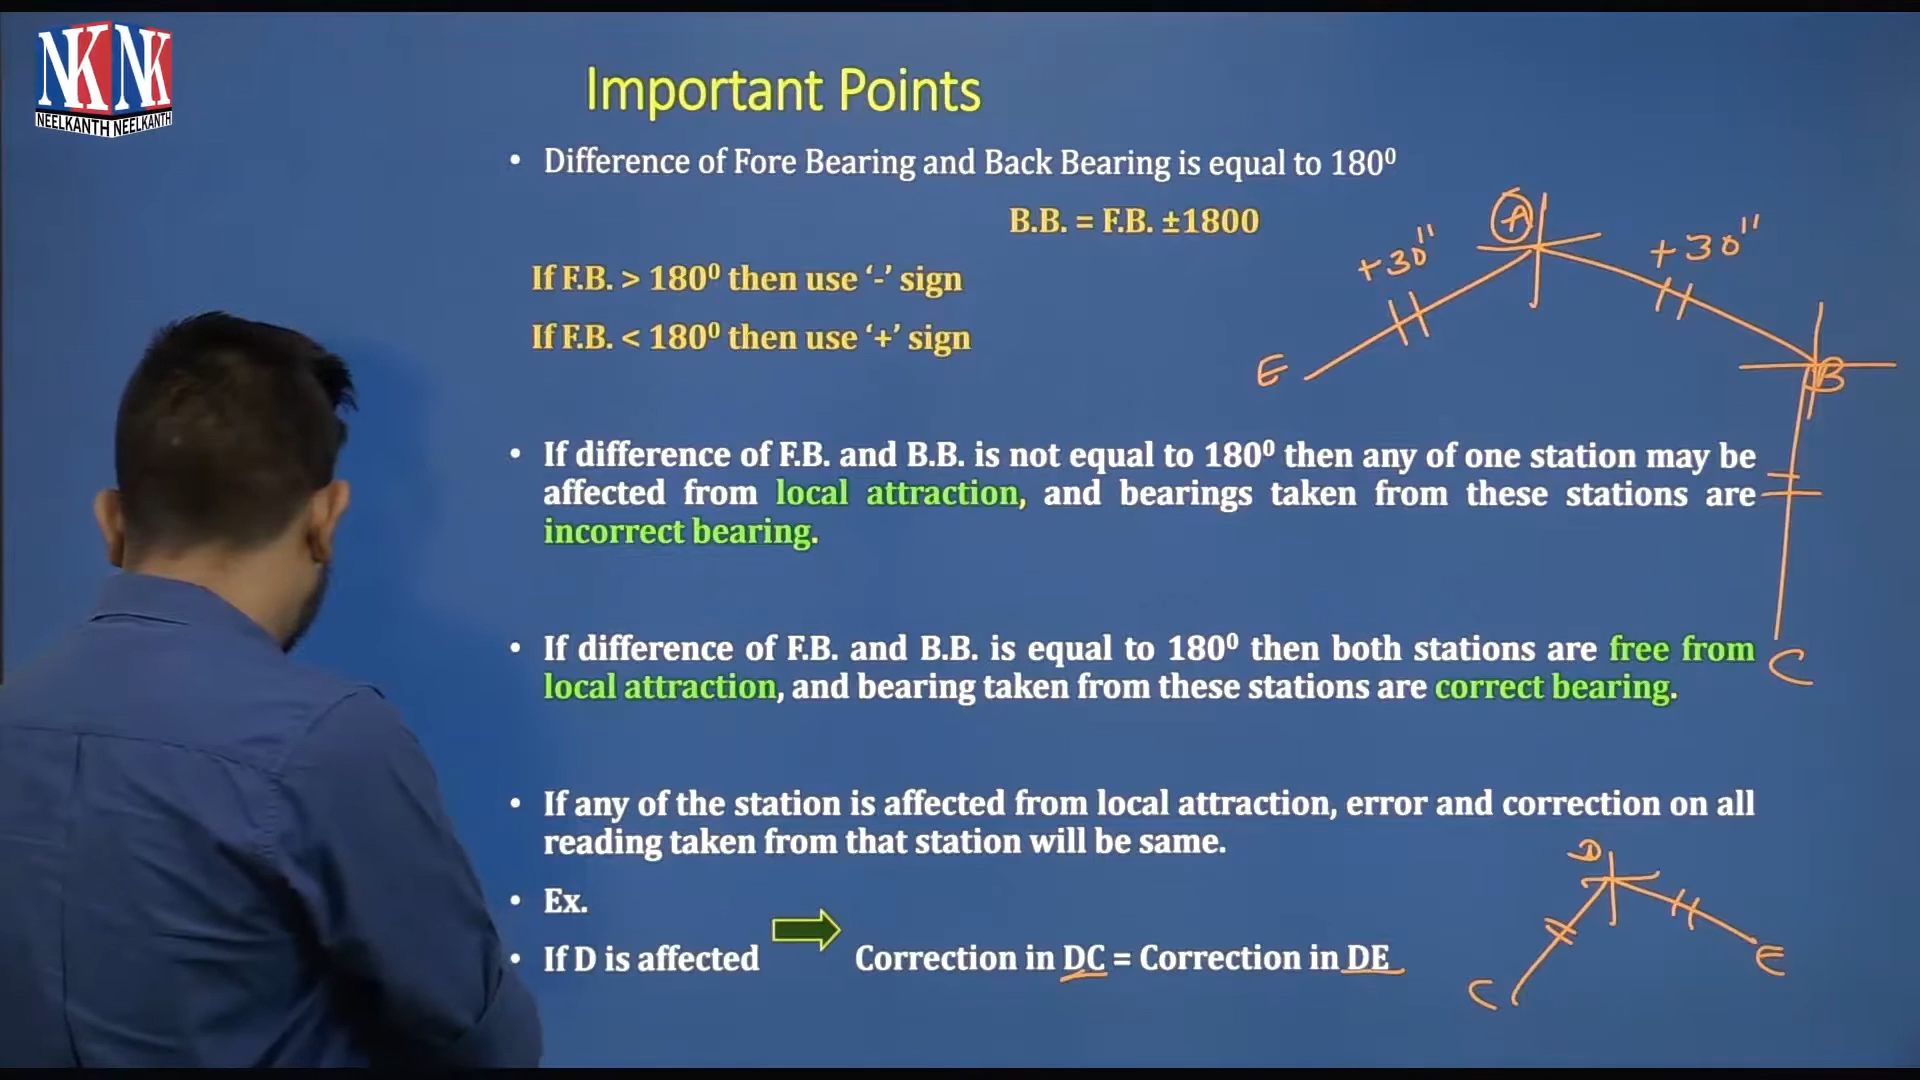 NK NK
NEELKANTH NEELKANTH
Important Points
• Difference of Fore Bearing and Back Bearing is equal to 180⁰
B.B. = F.B. ±1800
If F.B. > 180⁰ then use ‘-’ sign
If F.B. < 180⁰ then use ‘+’ sign
A
+30"
+30"
E
B
• If difference of F.B. and B.B. is not equal to 180⁰ then any of one station may be
affected from local attraction, and bearings taken from these stations are
incorrect bearing.
• If difference of F.B. and B.B. is equal to 180⁰ then both stations are free from
local attraction, and bearing taken from these stations are correct bearing.
C
• If any of the station is affected from local attraction, error and correction on all
reading taken from that station will be same.
D
• Ex.
• If D is affected Correction in DC = Correction in DE
E
C